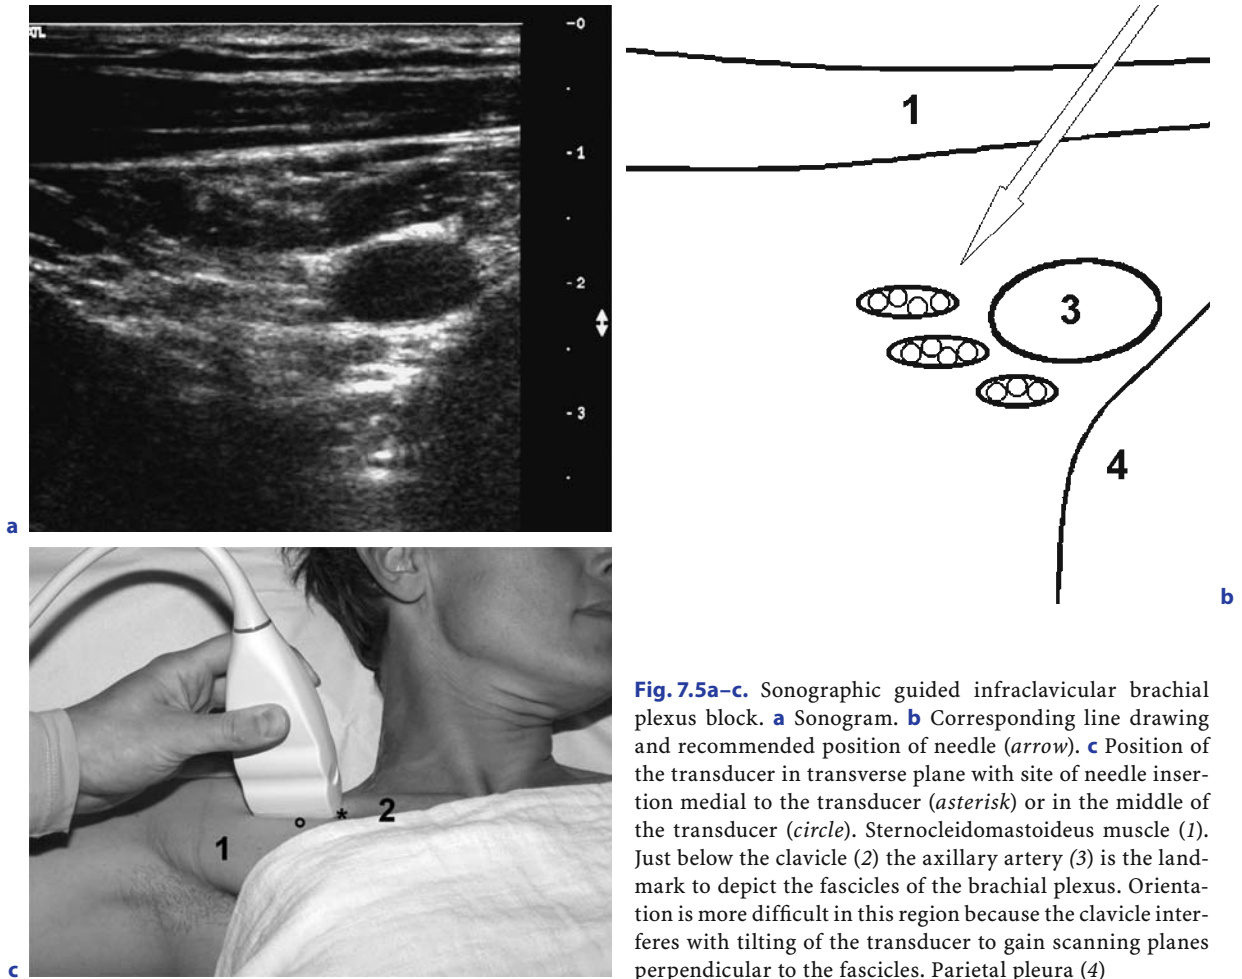 ATL
-0
-1
-2
-3
a
1
3
4
b
1
2
*
c
Fig. 7.5a–c. Sonographic guided infraclavicular brachial
plexus block. a Sonogram. b Corresponding line drawing
and recommended position of needle (arrow). c Position of
the transducer in transverse plane with site of needle inser-
tion medial to the transducer (asterisk) or in the middle of
the transducer (circle). Sternocleidomastoideus muscle (1).
Just below the clavicle (2) the axillary artery (3) is the land-
mark to depict the fascicles of the brachial plexus. Orienta-
tion is more difficult in this region because the clavicle inter-
feres with tilting of the transducer to gain scanning planes
perpendicular to the fascicles. Parietal pleura (4)